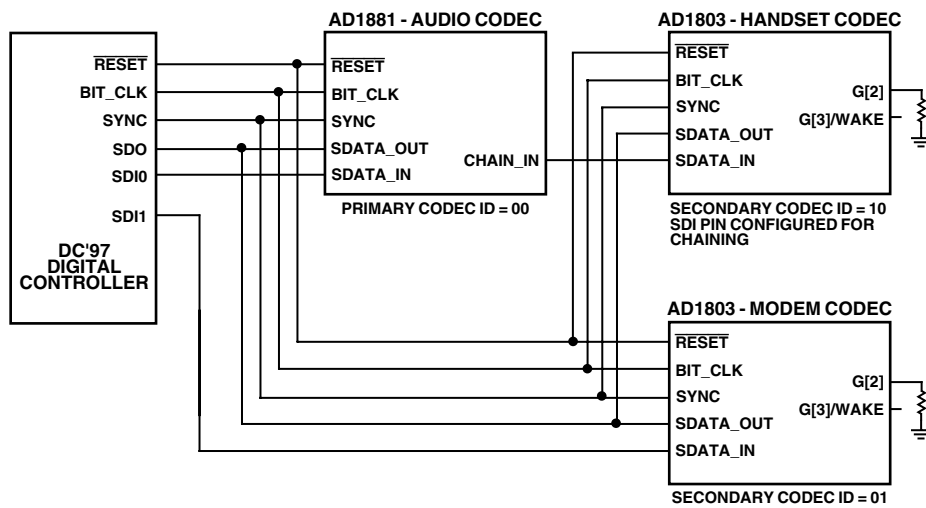 RESET
BIT_CLK
SYNC
SDO
SDI0
SDI1
DC'97
DIGITAL
CONTROLLER
AD1881 - AUDIO CODEC
RESET
BIT_CLK
SYNC
SDATA_OUT
SDATA_IN
CHAIN_IN
PRIMARY CODEC ID = 00
AD1803 - HANDSET CODEC
RESET
BIT_CLK
SYNC
SDATA_OUT
SDATA_IN
G[2]
G[3]/WAKE
SECONDARY CODEC ID = 10
SDI PIN CONFIGURED FOR
CHAINING
AD1803 - MODEM CODEC
RESET
BIT_CLK
SYNC
SDATA_OUT
SDATA_IN
G[2]
G[3]/WAKE
SECONDARY CODEC ID = 01